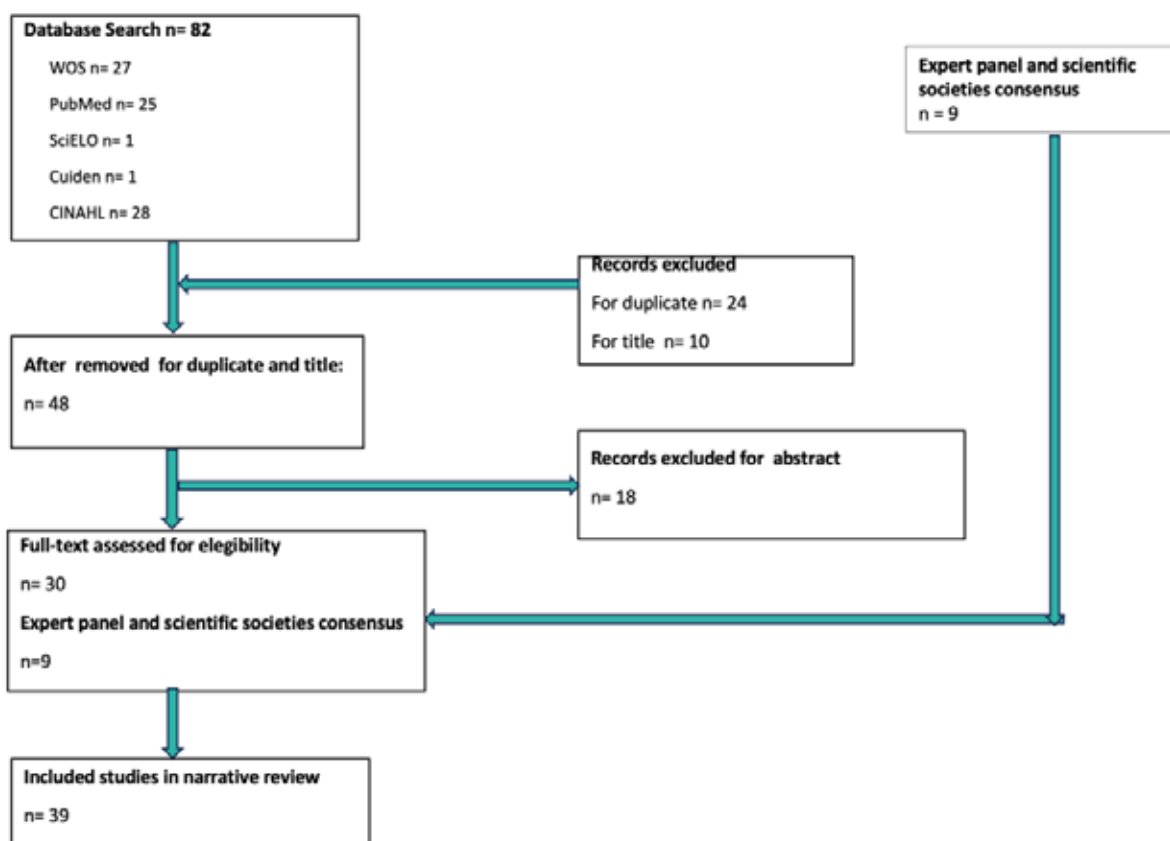 Database Search n= 82
WOS n= 27
PubMed n= 25
SciELO n= 1
Cuiden n= 1
CINAHL n= 28
Expert panel and scientific
societies consensus
n = 9
Records excluded
For duplicate n= 24
For title n= 10
After removed for duplicate and title:
n= 48
Records excluded for abstract
n= 18
Full-text assessed for elegibility
n= 30
Expert panel and scientific societies consensus
n=9
Included studies in narrative review
n= 39